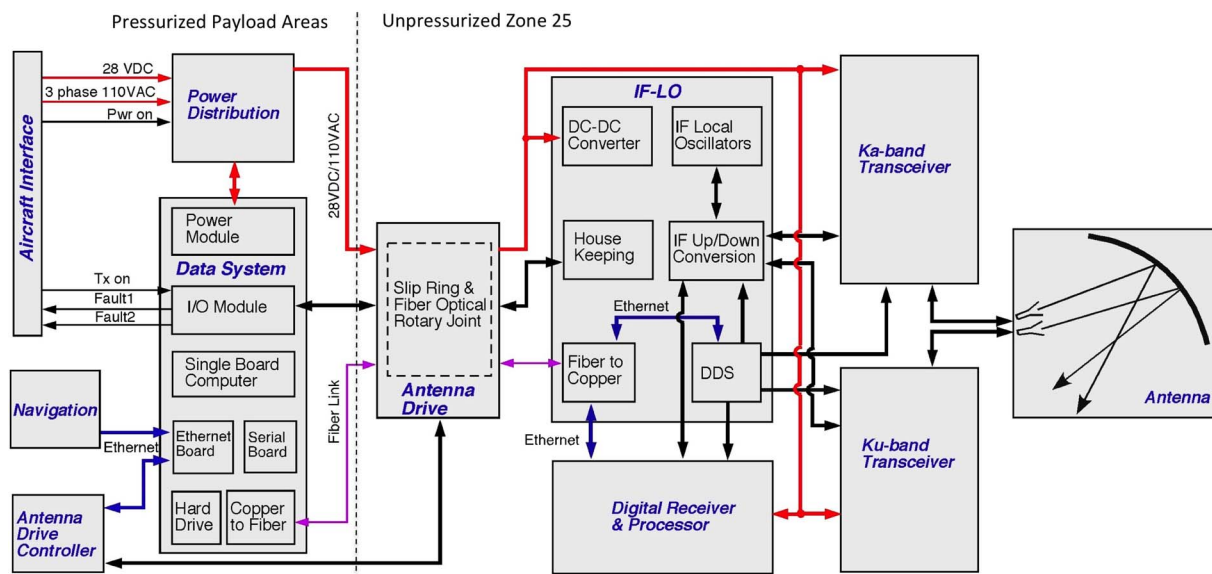 Pressurized Payload Areas
Unpressurized Zone 25
Aircraft Interface
28 VDC
3 phase 110VAC
Pwr on
Power
Distribution
28VDC/110VAC
Power
Module
Data System
Tx on
Fault1
Fault2
I/O Module
Single Board
Computer
Navigation
Ethernet
Ethernet
Board
Serial
Board
Hard
Drive
Copper
to Fiber
Antenna
Drive
Controller
Fiber Link
Slip Ring &
Fiber Optical
Rotary Joint
Antenna
Drive
IF-LO
DC-DC
Converter
IF Local
Oscillators
House
Keeping
IF Up/Down
Conversion
Ethernet
Fiber to
Copper
DDS
Ethernet
Digital Receiver
& Processor
Ka-band
Transceiver
Ku-band
Transceiver
Antenna